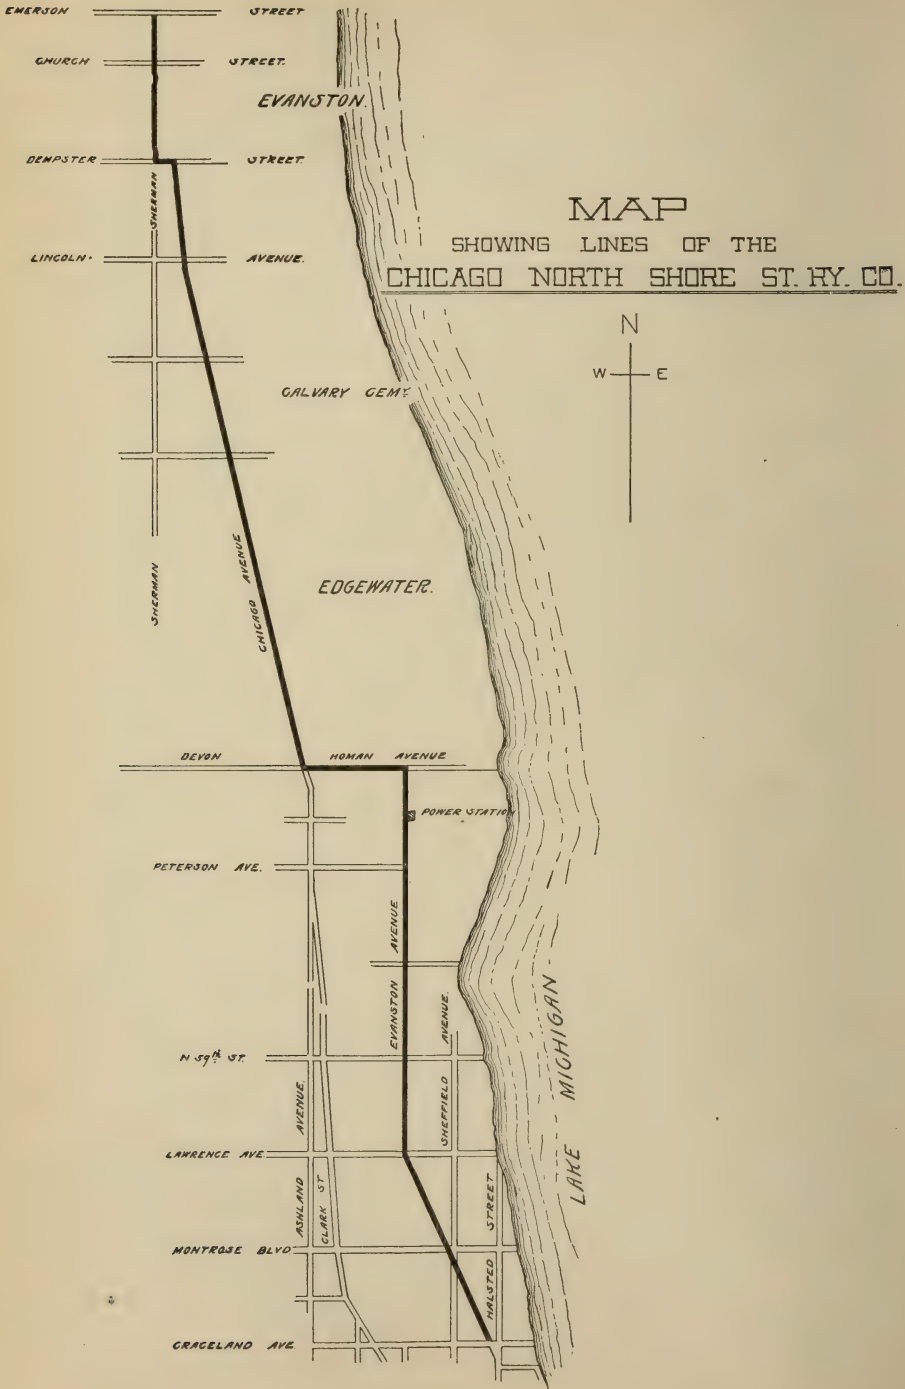 EMERSON STREET
CHURCH STREET.
EVANSTON.
DEMPSTER STREET.
SHERMAN
MAP
SHOWING LINES OF THE
CHICAGO NORTH SHORE ST. RY. CO.
LINCOLN. AVENUE.
N
W E
CALVARY CEMT.
SHERMAN
CHICAGO AVENUE
EDGEWATER.
DEVON HOMAN AVENUE
POWER STATION
PETERSON AVE.
EVANSTON AVENUE
SHEFFIELD AVENUE.
LAKE MICHIGAN.
N 59th ST.
ASHLAND AVENUE.
LAWRENCE AVE
CLARK ST
HALSTED STREET
MONTROSE BLVD
GRACELAND AVE.